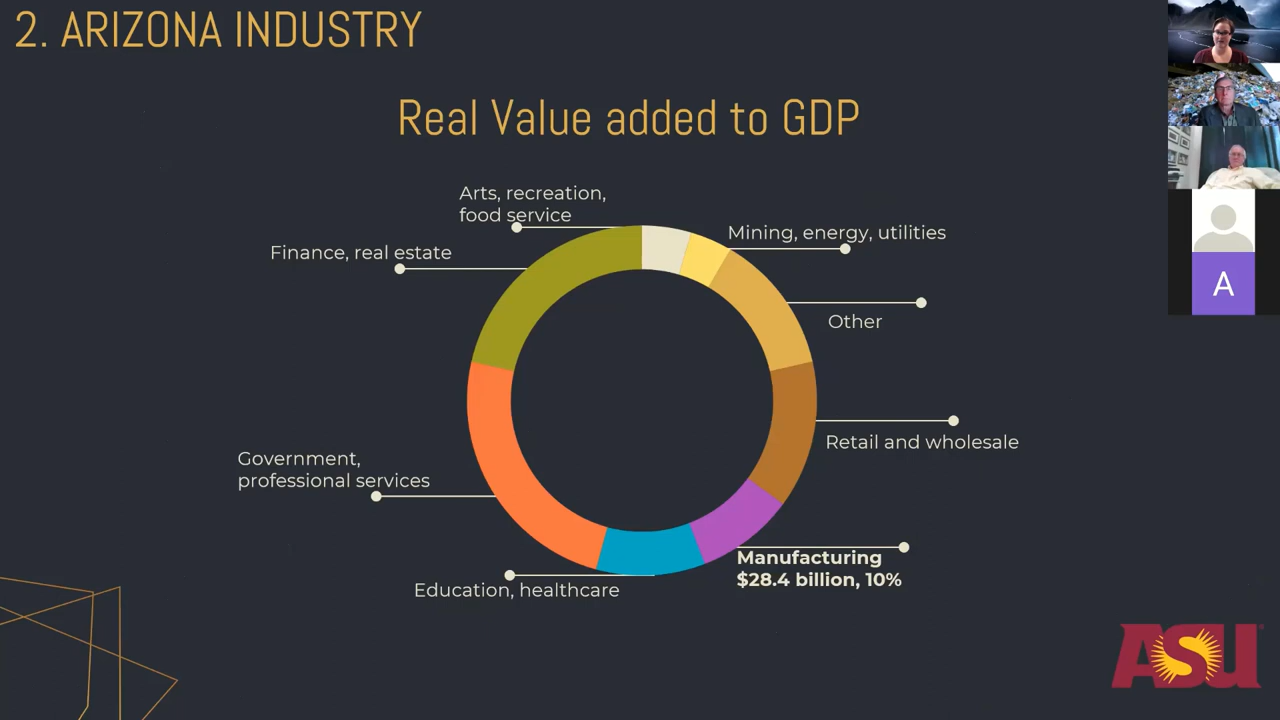 2. ARIZONA INDUSTRY
Real Value added to GDP
Arts, recreation,
food service
Mining, energy, utilities
Finance, real estate
Other
Retail and wholesale
Government,
professional services
Manufacturing
$28.4 billion, 10%
Education, healthcare
A
ASU